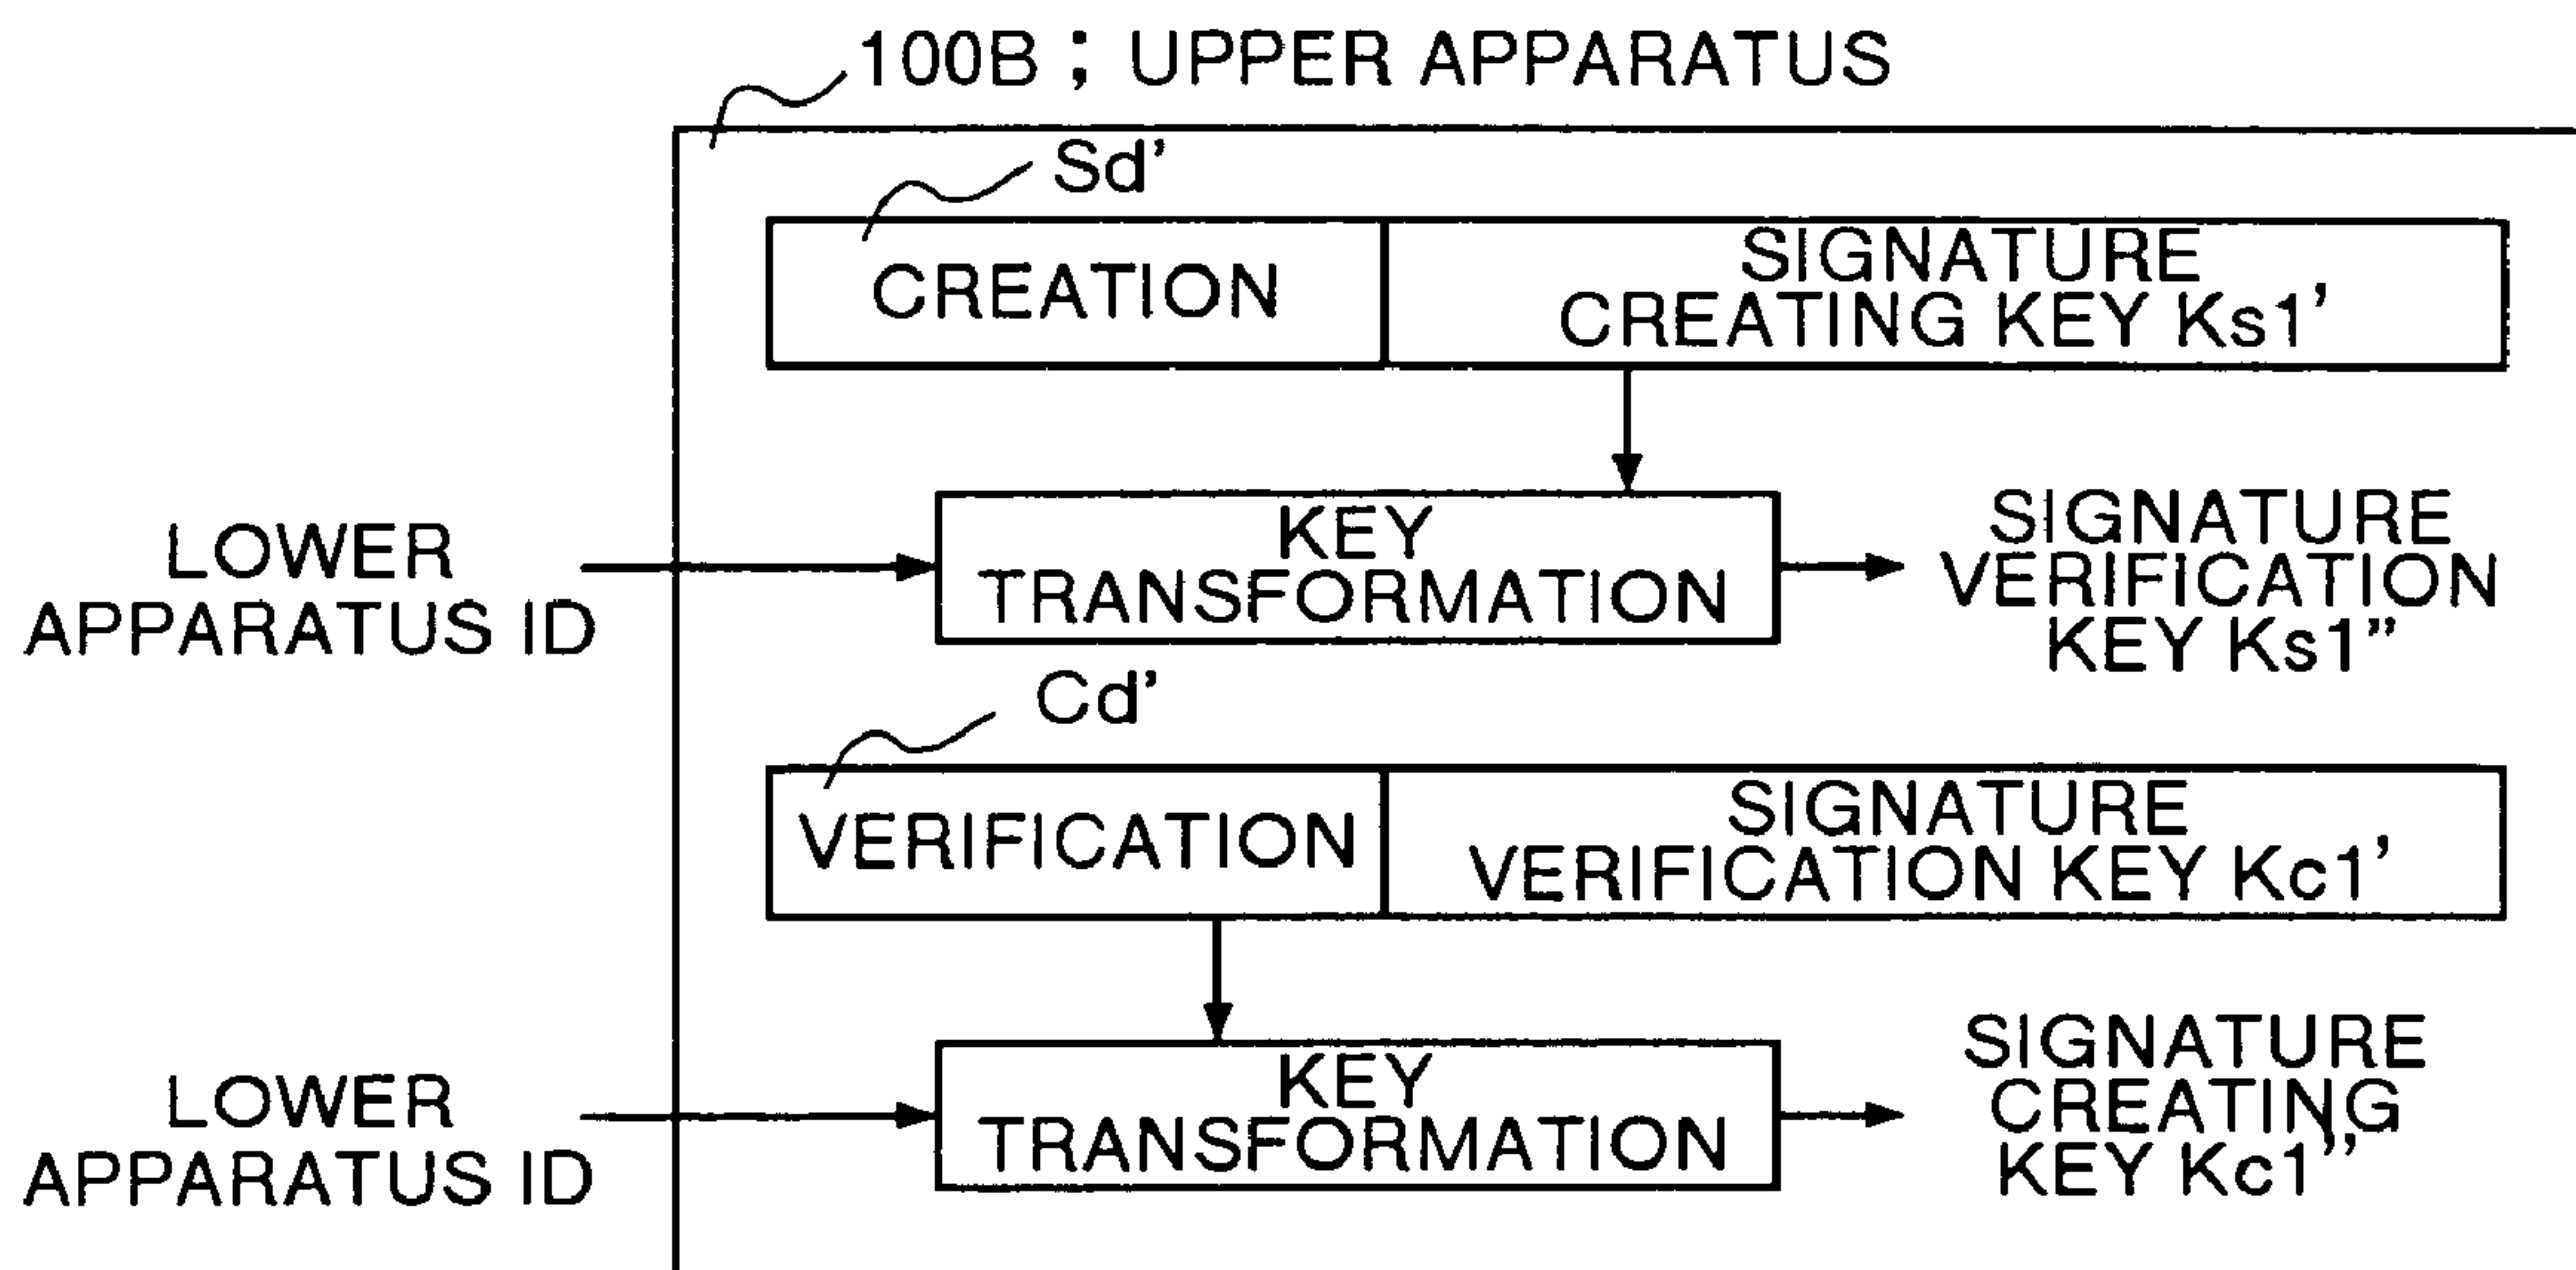 100B ; UPPER APPARATUS
Sd'
CREATION
SIGNATURE
CREATING KEY Ks1'
LOWER
APPARATUS ID
KEY
TRANSFORMATION
SIGNATURE
VERIFICATION
KEY Ks1"
Cd'
VERIFICATION
SIGNATURE
VERIFICATION KEY Kc1'
LOWER
APPARATUS ID
KEY
TRANSFORMATION
SIGNATURE
CREATING
KEY Kc1"